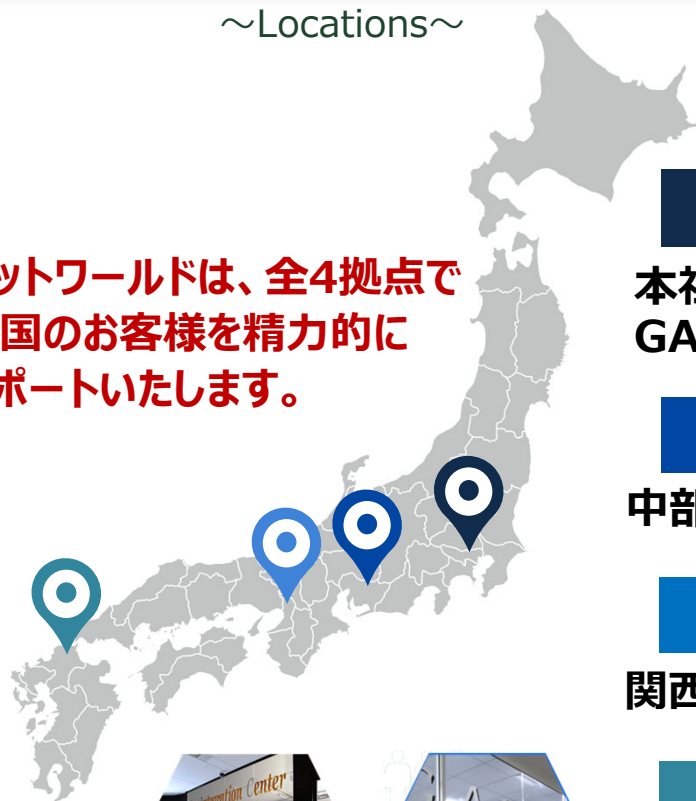 ～Locations～
ットワールドは、全4拠点で
国のお客様を精力的に
ポートいたします。
本社
GA
中部
関西
Integration Center